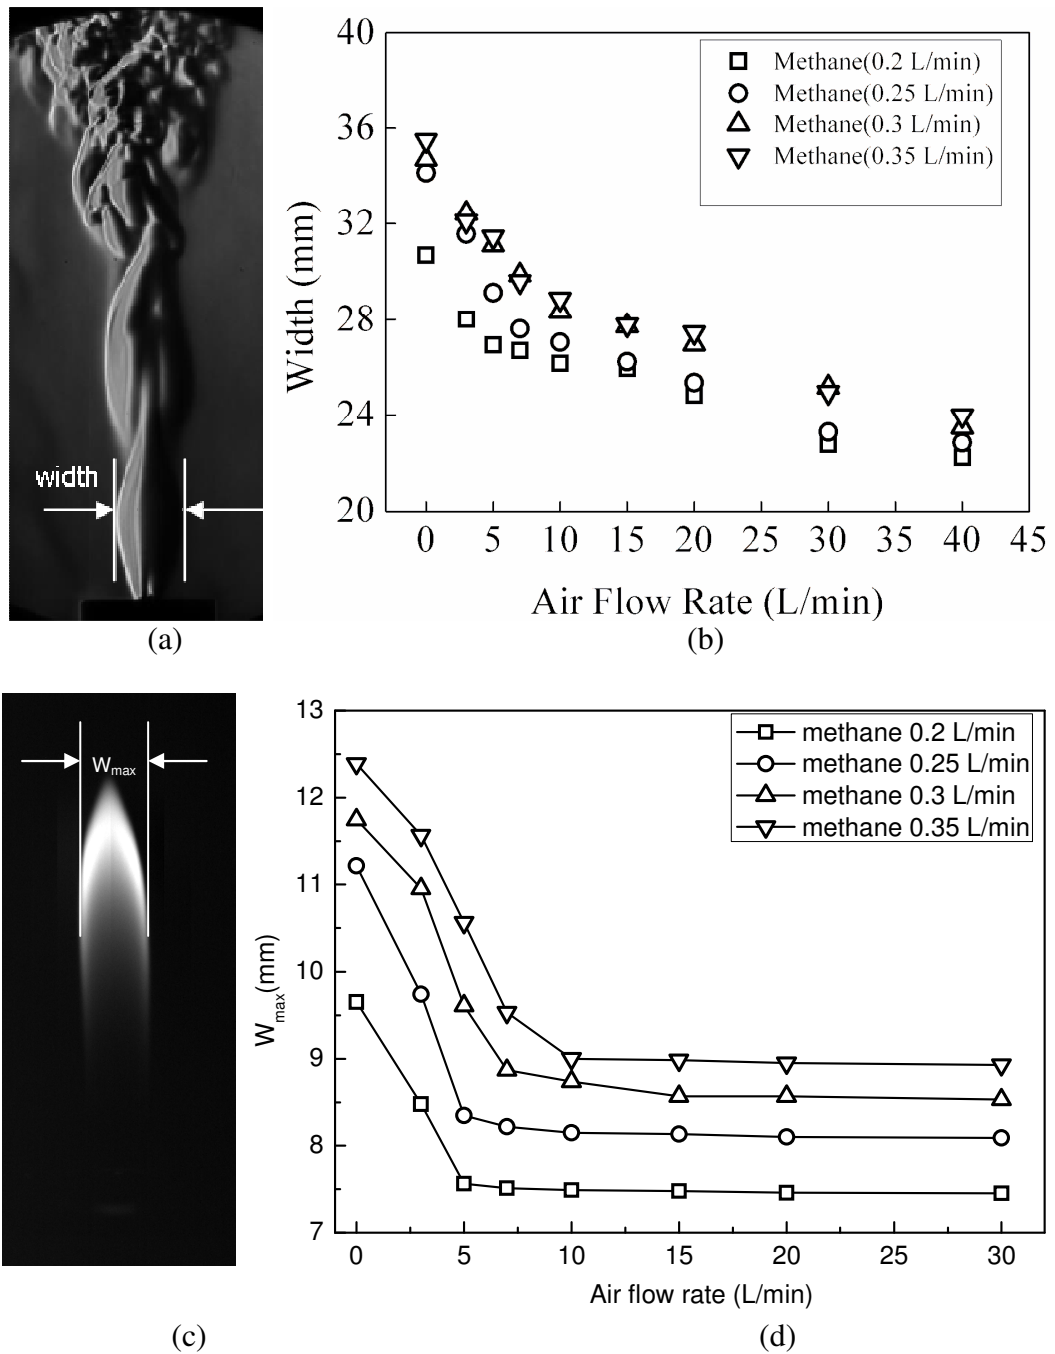 width
40
36
32
28
24
20
Width (mm)
Methane(0.2 L/min)
Methane(0.25 L/min)
Methane(0.3 L/min)
Methane(0.35 L/min)
0 5 10 15 20 25 30 35 40 45
Air Flow Rate (L/min)
(a)
(b)
Wmax
13
12
11
10
9
8
7
Wmax(mm)
methane 0.2 L/min
methane 0.25 L/min
methane 0.3 L/min
methane 0.35 L/min
0 5 10 15 20 25 30
Air flow rate (L/min)
(c)
(d)